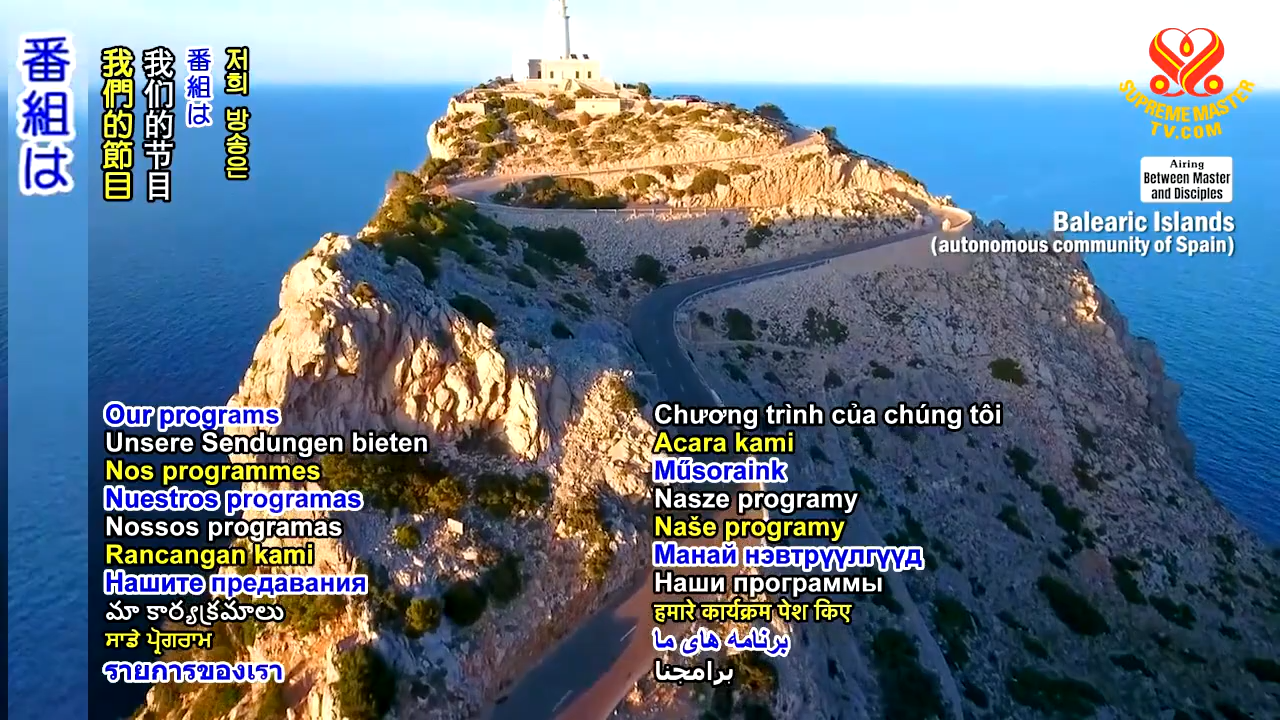 番組は
我們的節目
我们的节目
番組は
저희 방송은
SUPREME MASTER
TV.COM
Airing
Between Master
and Disciples
Balearic Islands
(autonomous community of Spain)
Our programs
Unsere Sendungen bieten
Nos programmes
Nuestros programas
Nossos programas
Rancangan kami
Нашите предавания
మా కార్యక్రమాలు
ਸਾਡੇ ਪ੍ਰੋਗਰਾਮ
รายการของเรา
Chương trình của chúng tôi
Acara kami
Műsoraink
Nasze programy
Naše programy
Манай нэвтрүүлгүүд
Наши программы
हमारे कार्यक्रम पेश किए
برنامه های ما
برامجنا